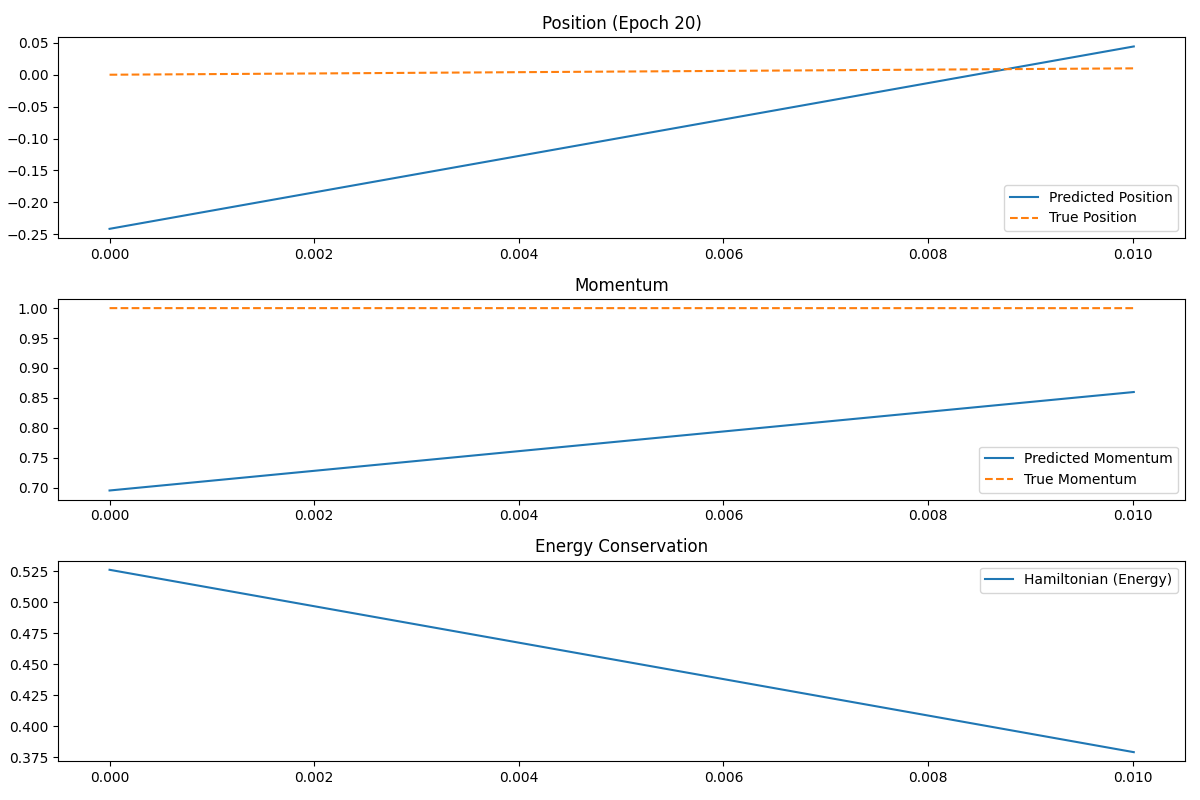 Position (Epoch 20)
0.05
0.00
−0.05
−0.10
−0.15
−0.20
−0.25
Predicted Position
True Position
0.000 0.002 0.004 0.006 0.008 0.010
Momentum
1.00
0.95
0.90
0.85
0.80
0.75
0.70
Predicted Momentum
True Momentum
0.000 0.002 0.004 0.006 0.008 0.010
Energy Conservation
0.525
0.500
0.475
0.450
0.425
0.400
0.375
Hamiltonian (Energy)
0.000 0.002 0.004 0.006 0.008 0.010